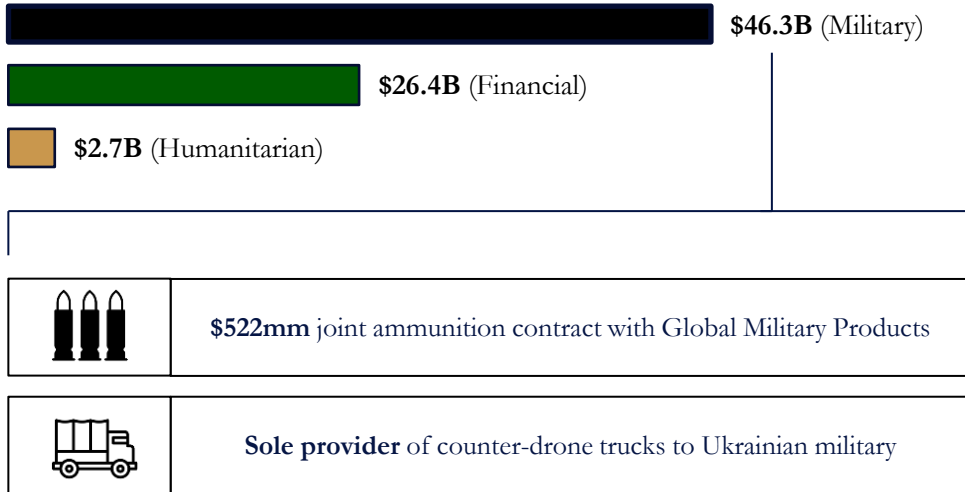 $46.3B (Military)
$26.4B (Financial)
$2.7B (Humanitarian)
$522mm joint ammunition contract with Global Military Products
Sole provider of counter-drone trucks to Ukrainian military